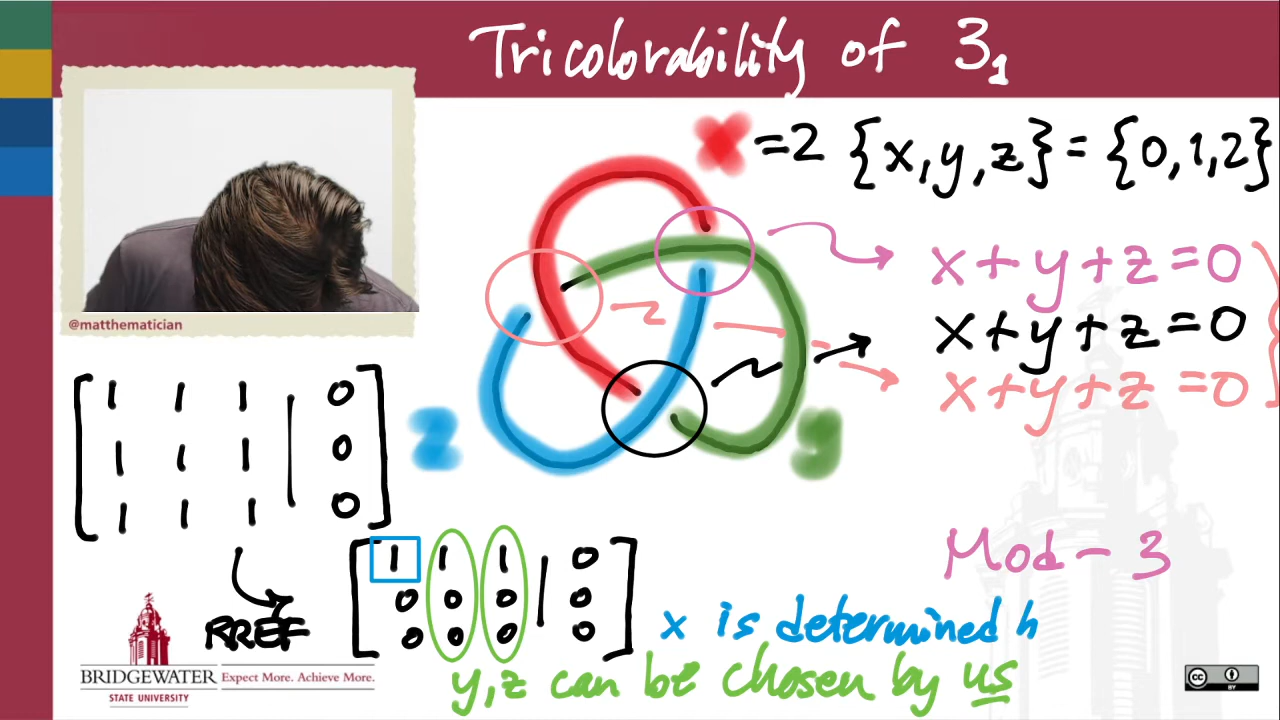 Tricolorability of 3₁
x =2 {x,y,z} = {0,1,2}
x+y+z=0
x+y+z=0
x+y+z=0
@matthematician
z
y
1 1 1 | 0
1 1 1 | 0
1 1 1 | 0
Mod-3
RREF
1 1 1 | 0
0 0 0 | 0
0 0 0 | 0
x is determined h
y,z can be chosen by us
BRIDGEWATER
STATE UNIVERSITY
Expect More. Achieve More.
cc BY